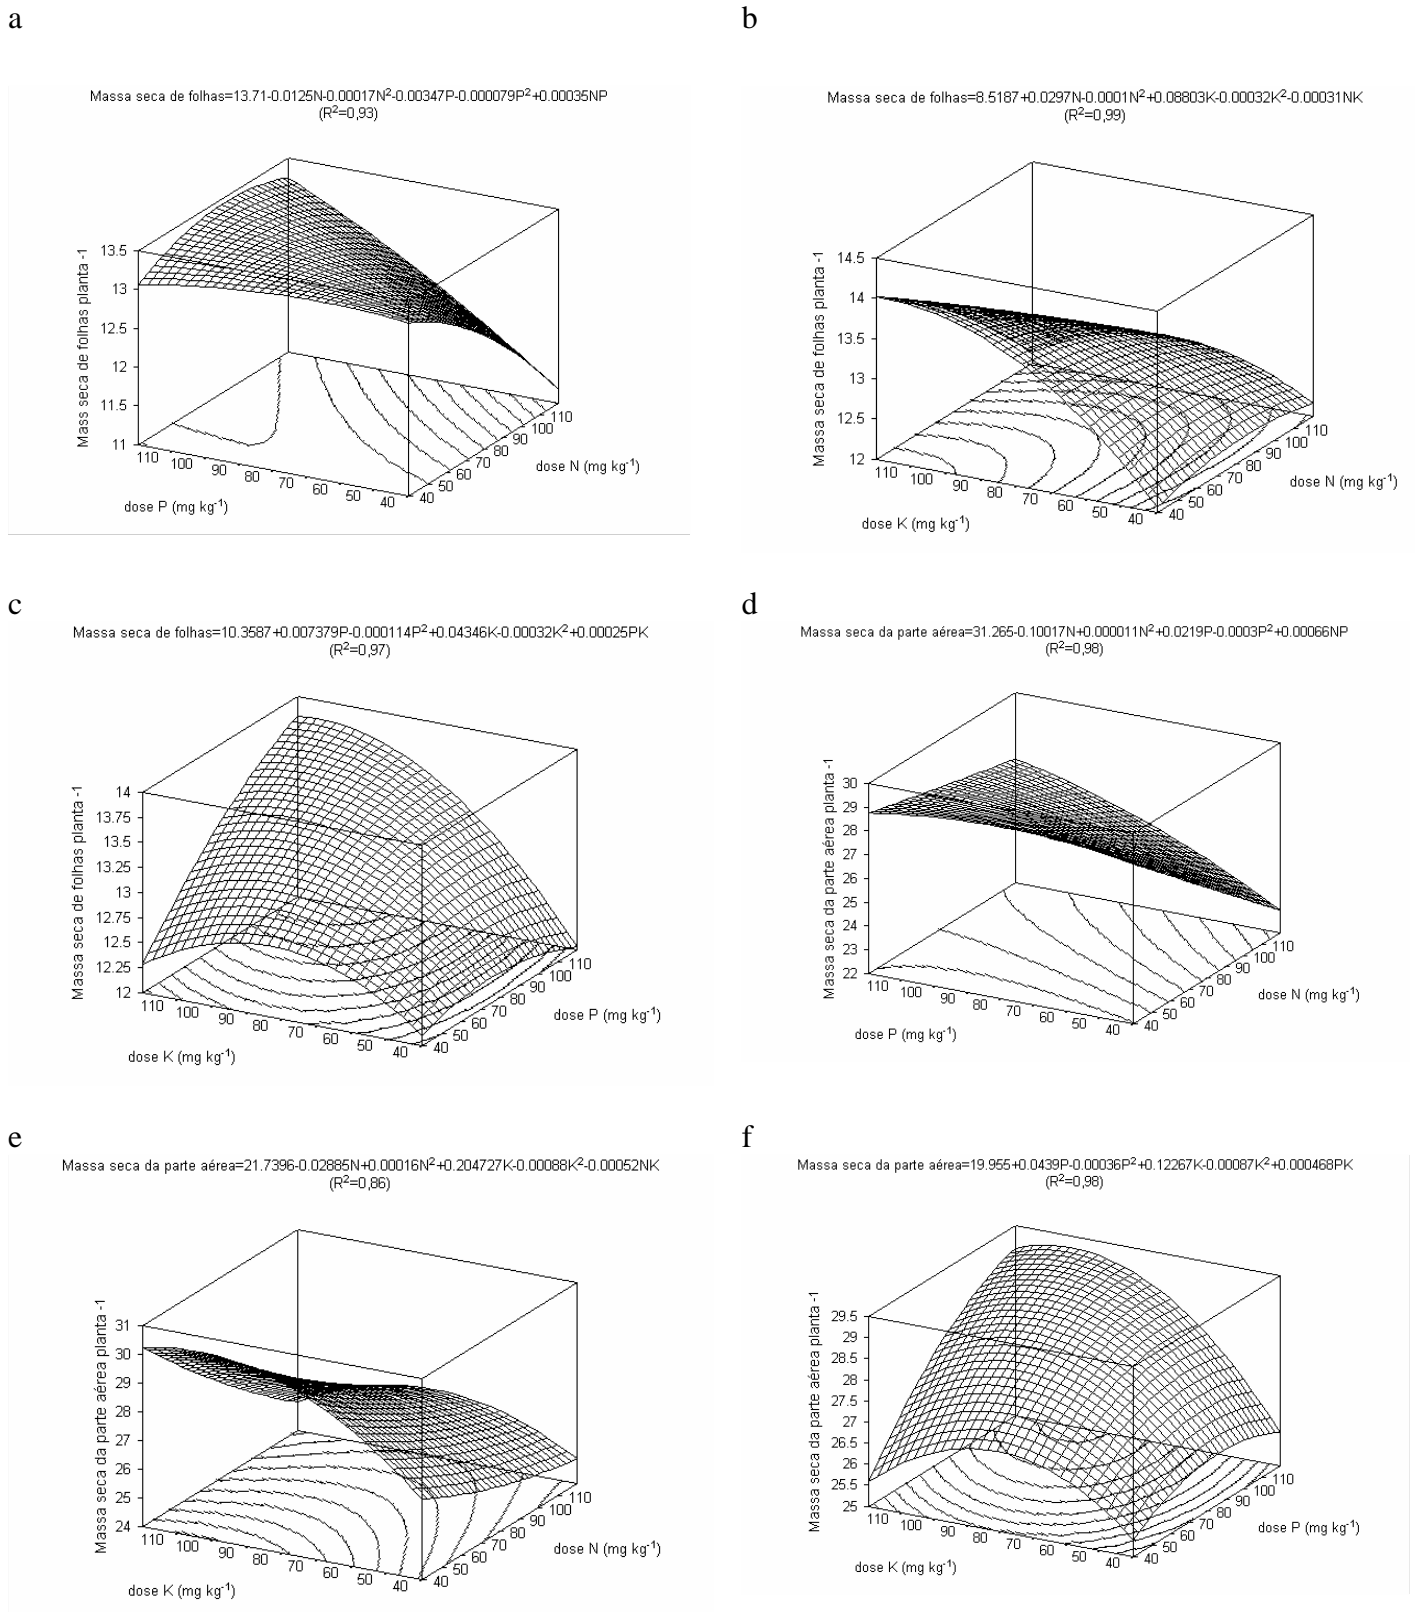 a
Massa seca de folhas=13.71-0.0125N-0.00017N²-0.00347P-0.000079P²+0.00035NP
(R²=0,93)
Mass seca de folhas planta -1
13.5
13
12.5
12
11.5
11
110 100 90 80 70 60 50 40
dose P (mg kg⁻¹)
40 50 60 70 80 90 100 110
dose N (mg kg⁻¹)
b
Massa seca de folhas=8.5187+0.0297N-0.0001N²+0.08803K-0.00032K²-0.00031NK
(R²=0,99)
Massa seca de folhas planta -1
14.5
14
13.5
13
12.5
12
110 100 90 80 70 60 50 40
dose K (mg kg⁻¹)
40 50 60 70 80 90 100 110
dose N (mg kg⁻¹)
c
Massa seca de folhas=10.3587+0.007379P-0.000114P²+0.04346K-0.00032K²+0.00025PK
(R²=0,97)
Massa seca de folhas planta -1
14
13.75
13.5
13.25
13
12.75
12.5
12.25
12
110 100 90 80 70 60 50 40
dose K (mg kg⁻¹)
40 50 60 70 80 90 100 110
dose P (mg kg⁻¹)
d
Massa seca da parte aérea=31.265-0.10017N+0.000011N²+0.0219P-0.0003P²+0.00066NP
(R²=0,98)
Massa seca da parte aérea planta -1
30
29
28
27
26
25
24
23
22
110 100 90 80 70 60 50 40
dose P (mg kg⁻¹)
40 50 60 70 80 90 100 110
dose N (mg kg⁻¹)
e
Massa seca da parte aérea=21.7396-0.02885N+0.00016N²+0.204727K-0.00088K²-0.00052NK
(R²=0,86)
Massa seca da parte aérea planta -1
31
30
29
28
27
26
25
24
110 100 90 80 70 60 50 40
dose K (mg kg⁻¹)
40 50 60 70 80 90 100 110
dose N (mg kg⁻¹)
f
Massa seca da parte aérea=19.955+0.0439P-0.00036P²+0.12267K-0.00087K²+0.000468PK
(R²=0,98)
Massa seca da parte aérea planta -1
29.5
29
28.5
28
27.5
27
26.5
26
25.5
25
110 100 90 80 70 60 50 40
dose K (mg kg⁻¹)
40 50 60 70 80 90 100 110
dose P (mg kg⁻¹)